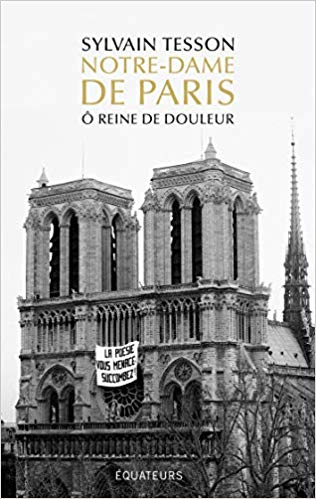 SYLVAIN TESSON
NOTRE-DAME
DE PARIS
Ô REINE DE DOULEUR
LA POÉSIE
VOUS MENACE
SUCCOMBEZ!
ÉQUATEURS